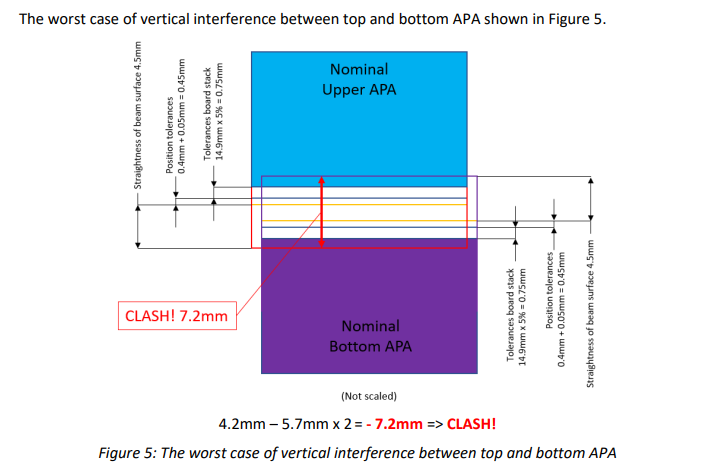 The worst case of vertical interference between top and bottom APA shown in Figure 5.
Straightness of beam surface 4.5mm
Position tolerances
0.4mm + 0.05mm = 0.45mm
Tolerances board stack
14.9mm x 5% = 0.75mm
Nominal
Upper APA
CLASH! 7.2mm
Nominal
Bottom APA
Tolerances board stack
14.9mm x 5% = 0.75mm
Position tolerances
0.4mm + 0.05mm = 0.45mm
Straightness of beam surface 4.5mm
(Not scaled)
4.2mm – 5.7mm x 2 = - 7.2mm => CLASH!
Figure 5: The worst case of vertical interference between top and bottom APA